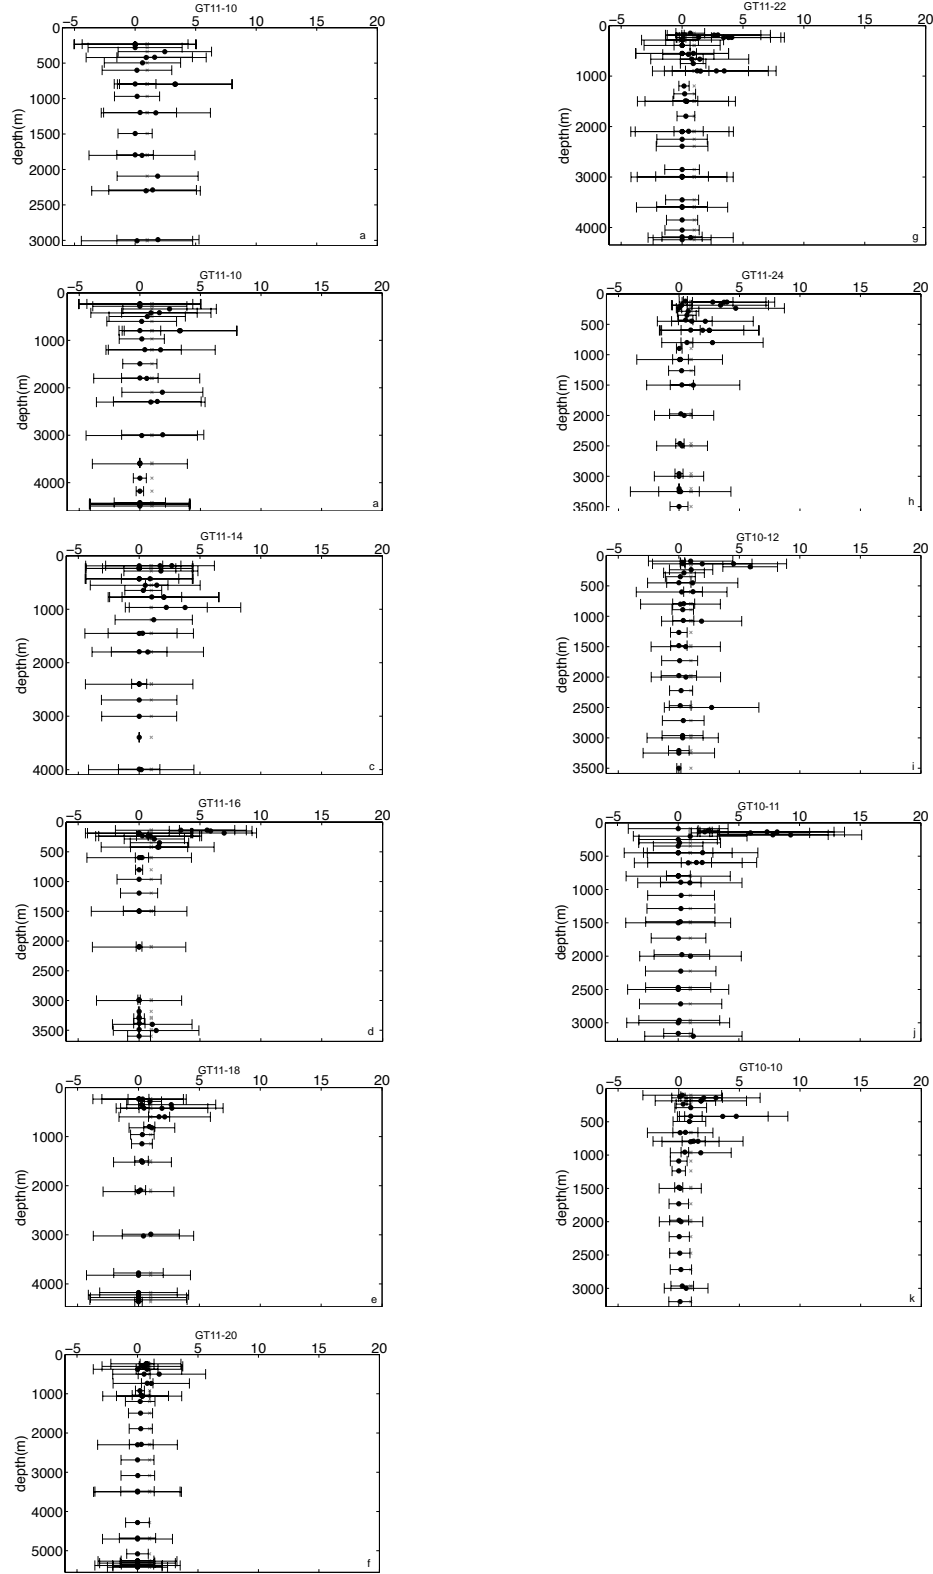 GT11-10
−5 0 5 10 15 20
0
500
1000
1500
2000
2500
3000
depth(m)
a
GT11-10
−5 0 5 10 15 20
0
1000
2000
3000
4000
depth(m)
a
GT11-14
−5 0 5 10 15 20
0
1000
2000
3000
4000
depth(m)
c
GT11-16
−5 0 5 10 15 20
0
500
1000
1500
2000
2500
3000
3500
depth(m)
d
GT11-18
−5 0 5 10 15 20
0
1000
2000
3000
4000
depth(m)
e
GT11-20
−5 0 5 10 15 20
0
1000
2000
3000
4000
5000
depth(m)
f
GT11-22
−5 0 5 10 15 20
0
1000
2000
3000
4000
depth(m)
g
GT11-24
−5 0 5 10 15 20
0
500
1000
1500
2000
2500
3000
3500
depth(m)
h
GT10-12
−5 0 5 10 15 20
0
500
1000
1500
2000
2500
3000
3500
depth(m)
i
GT10-11
−5 0 5 10 15 20
0
500
1000
1500
2000
2500
3000
depth(m)
j
GT10-10
−5 0 5 10 15 20
0
500
1000
1500
2000
2500
3000
depth(m)
k